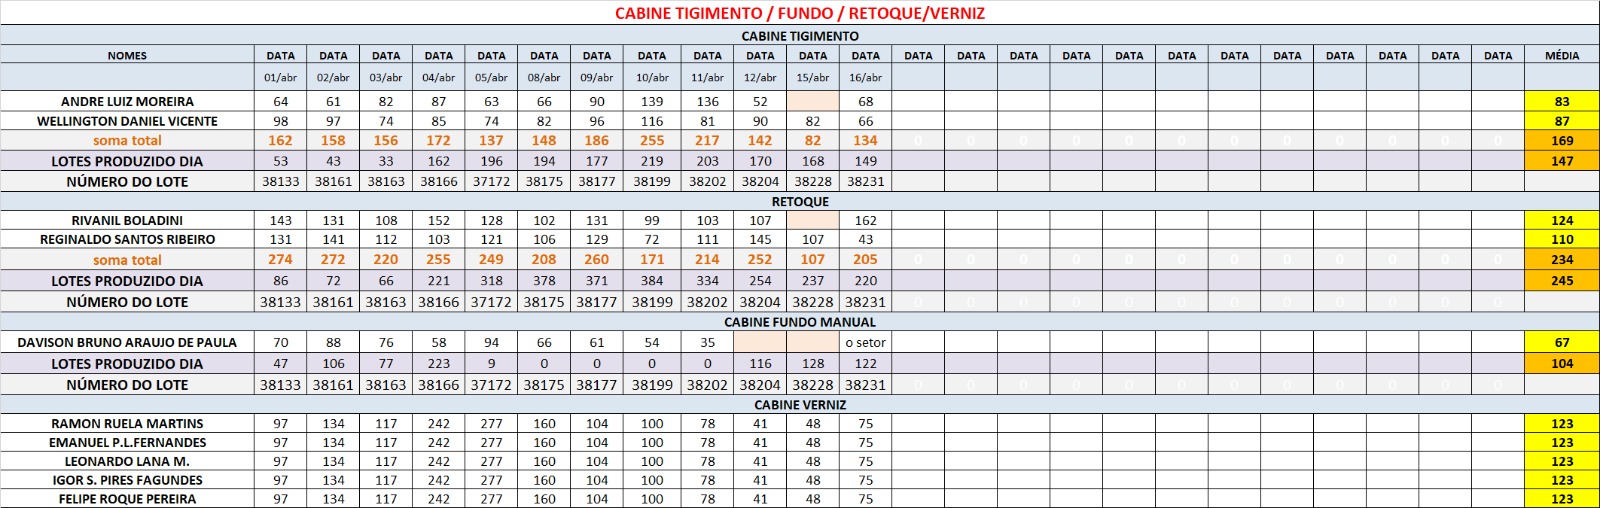 CABINE TIGIMENTO / FUNDO / RETOQUE/VERNIZ
CABINE TIGIMENTO
NOMES DATA DATA DATA DATA DATA DATA DATA DATA DATA DATA DATA DATA DATA DATA DATA DATA DATA DATA DATA DATA DATA DATA DATA DATA MÉDIA
01/abr 02/abr 03/abr 04/abr 05/abr 08/abr 09/abr 10/abr 11/abr 12/abr 15/abr 16/abr
ANDRE LUIZ MOREIRA 64 61 82 87 63 66 90 139 136 52 68 83
WELLINGTON DANIEL VICENTE 98 97 74 85 74 82 96 116 81 90 82 66 87
soma total 162 158 156 172 137 148 186 255 217 142 82 134 0 0 0 0 0 0 0 0 0 0 0 0 169
LOTES PRODUZIDO DIA 53 43 33 162 196 194 177 219 203 170 168 149 147
NÚMERO DO LOTE 38133 38161 38163 38166 37172 38175 38177 38199 38202 38204 38228 38231
RETOQUE
RIVANIL BOLADINI 143 131 108 152 128 102 131 99 103 107 162 124
REGINALDO SANTOS RIBEIRO 131 141 112 103 121 106 129 72 111 145 107 43 110
soma total 274 272 220 255 249 208 260 171 214 252 107 205 0 0 0 0 0 0 0 0 0 0 0 0 234
LOTES PRODUZIDO DIA 86 72 66 221 318 378 371 384 334 254 237 220 245
NÚMERO DO LOTE 38133 38161 38163 38166 37172 38175 38177 38199 38202 38204 38228 38231 0 0 0 0 0 0 0 0 0 0 0 0
CABINE FUNDO MANUAL
DAVISON BRUNO ARAUJO DE PAULA 70 88 76 58 94 66 61 54 35 o setor 67
LOTES PRODUZIDO DIA 47 106 77 223 9 0 0 0 0 116 128 122 104
NÚMERO DO LOTE 38133 38161 38163 38166 37172 38175 38177 38199 38202 38204 38228 38231 0 0 0 0 0 0 0 0 0 0 0 0
CABINE VERNIZ
RAMON RUELA MARTINS 97 134 117 242 277 160 104 100 78 41 48 75 123
EMANUEL P.L.FERNANDES 97 134 117 242 277 160 104 100 78 41 48 75 123
LEONARDO LANA M. 97 134 117 242 277 160 104 100 78 41 48 75 123
IGOR S. PIRES FAGUNDES 97 134 117 242 277 160 104 100 78 41 48 75 123
FELIPE ROQUE PEREIRA 97 134 117 242 277 160 104 100 78 41 48 75 123